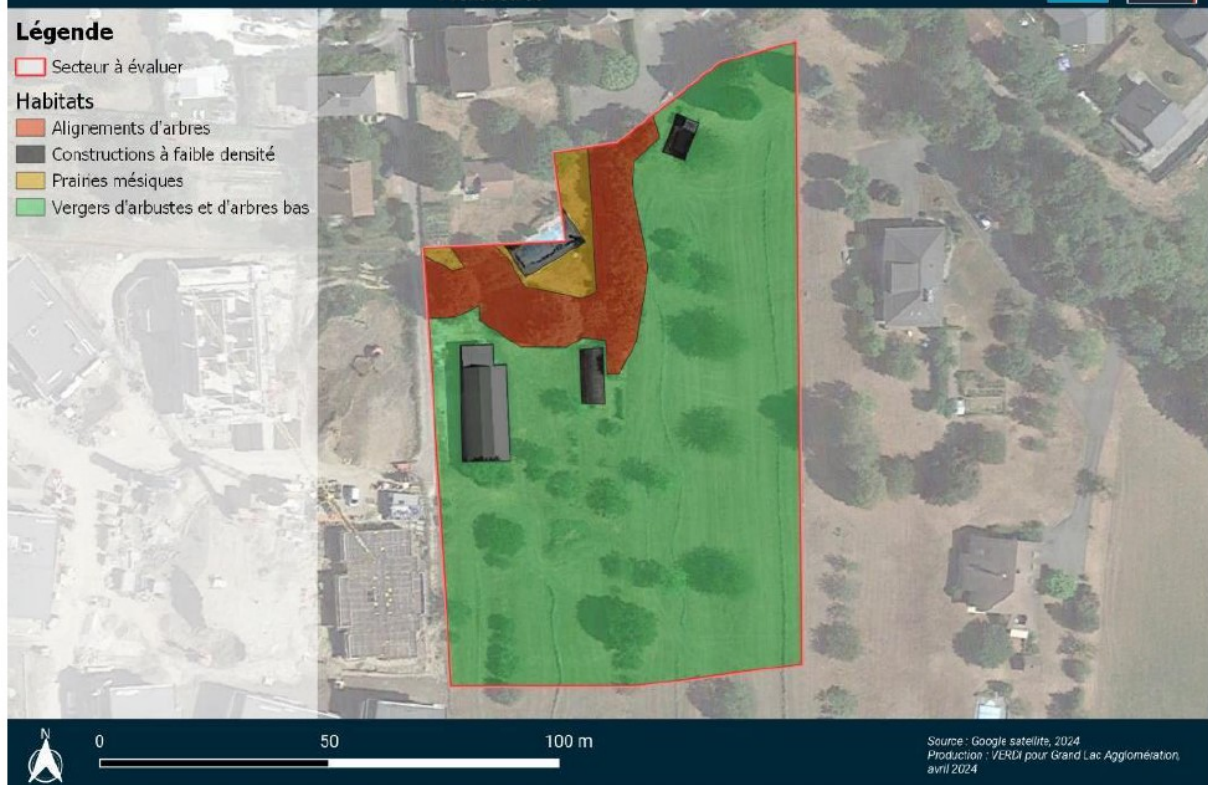 Légende
Secteur à évaluer
Habitats
Alignements d'arbres
Constructions à faible densité
Prairies mésiques
Vergers d'arbustes et d'arbres bas
N
0 50 100 m
Source : Google satellite, 2024
Production : VERDI pour Grand Lac Agglomération,
avril 2024